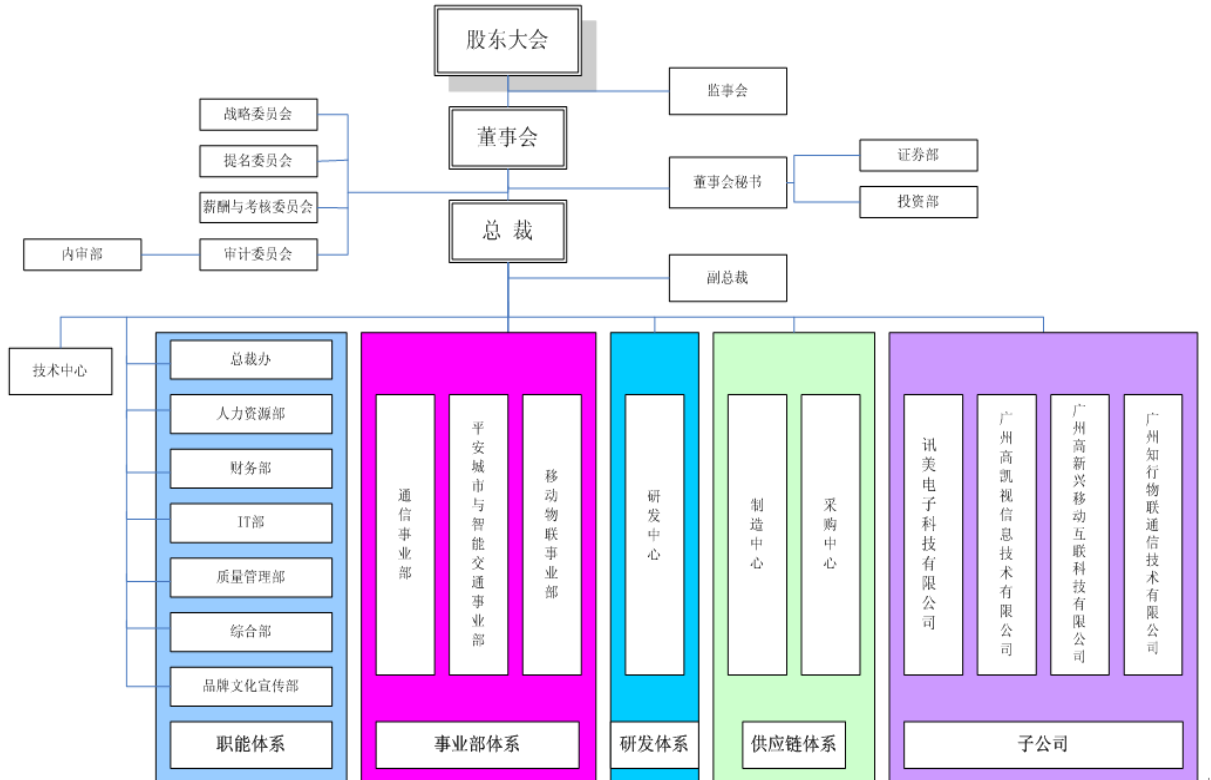 股东大会
监事会
战略委员会
董事会
提名委员会
证券部
董事会秘书
薪酬与考核委员会
投资部
总 裁
内审部
审计委员会
副总裁
技术中心
总裁办
人力资源部
财务部
IT部
质量管理部
综合部
品牌文化宣传部
职能体系
通信事业部
平安城市与智能交通事业部
移动物联事业部
事业部体系
研发中心
研发体系
制造中心
采购中心
供应链体系
讯美电子科技有限公司
广州高凯视信息技术有限公司
广州高新兴移动互联科技有限公司
广州知行物联通信技术有限公司
子公司